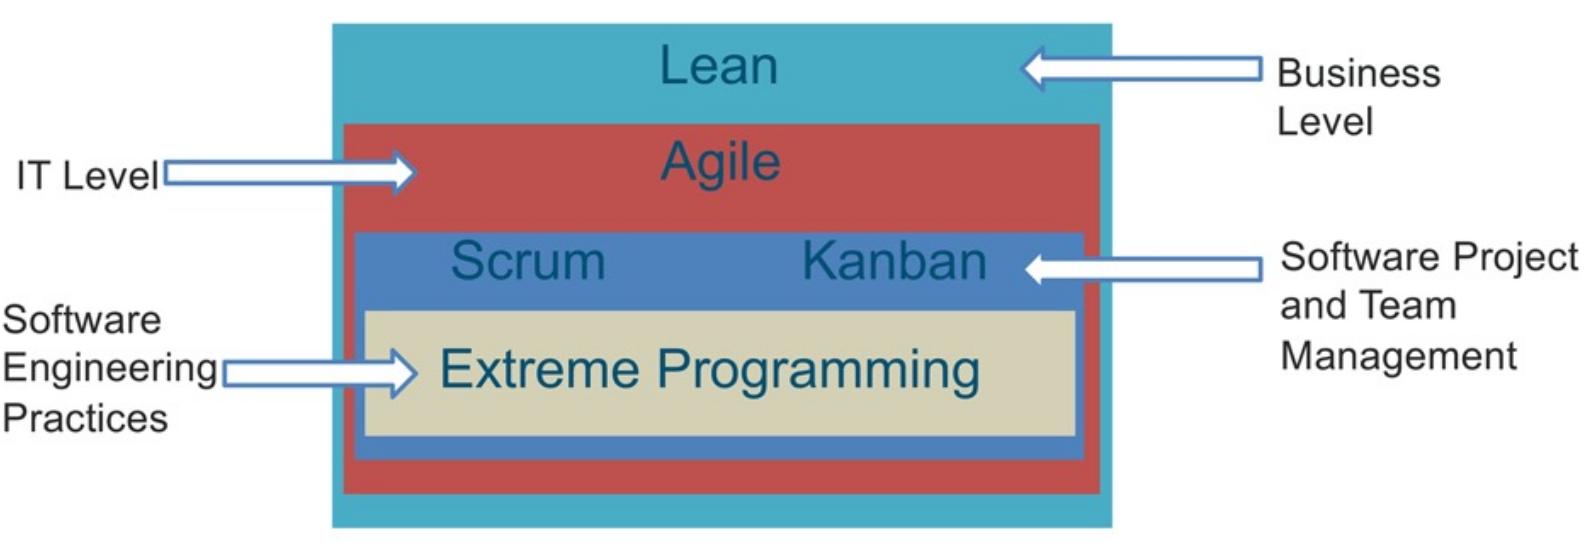 Lean
Business
Level
IT Level
Agile
Scrum
Kanban
Software Project
and Team
Management
Software
Engineering
Practices
Extreme Programming